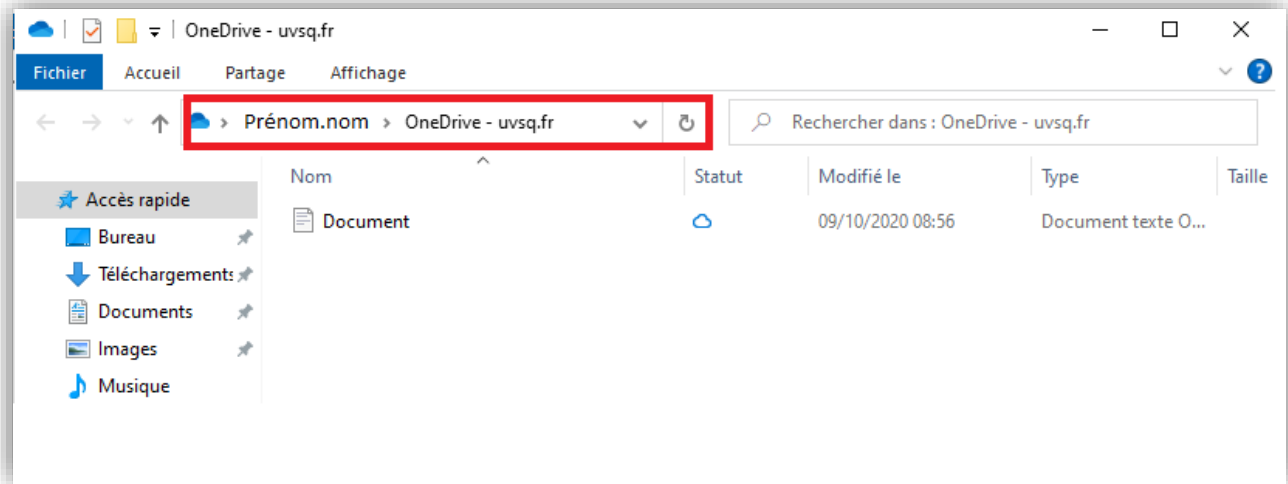 OneDrive - uvsq.fr
Fichier Accueil Partage Affichage
Prénom.nom > OneDrive - uvsq.fr Rechercher dans : OneDrive - uvsq.fr
Nom Statut Modifié le Type Taille
Accès rapide
Document 09/10/2020 08:56 Document texte O...
Bureau
Téléchargements
Documents
Images
Musique